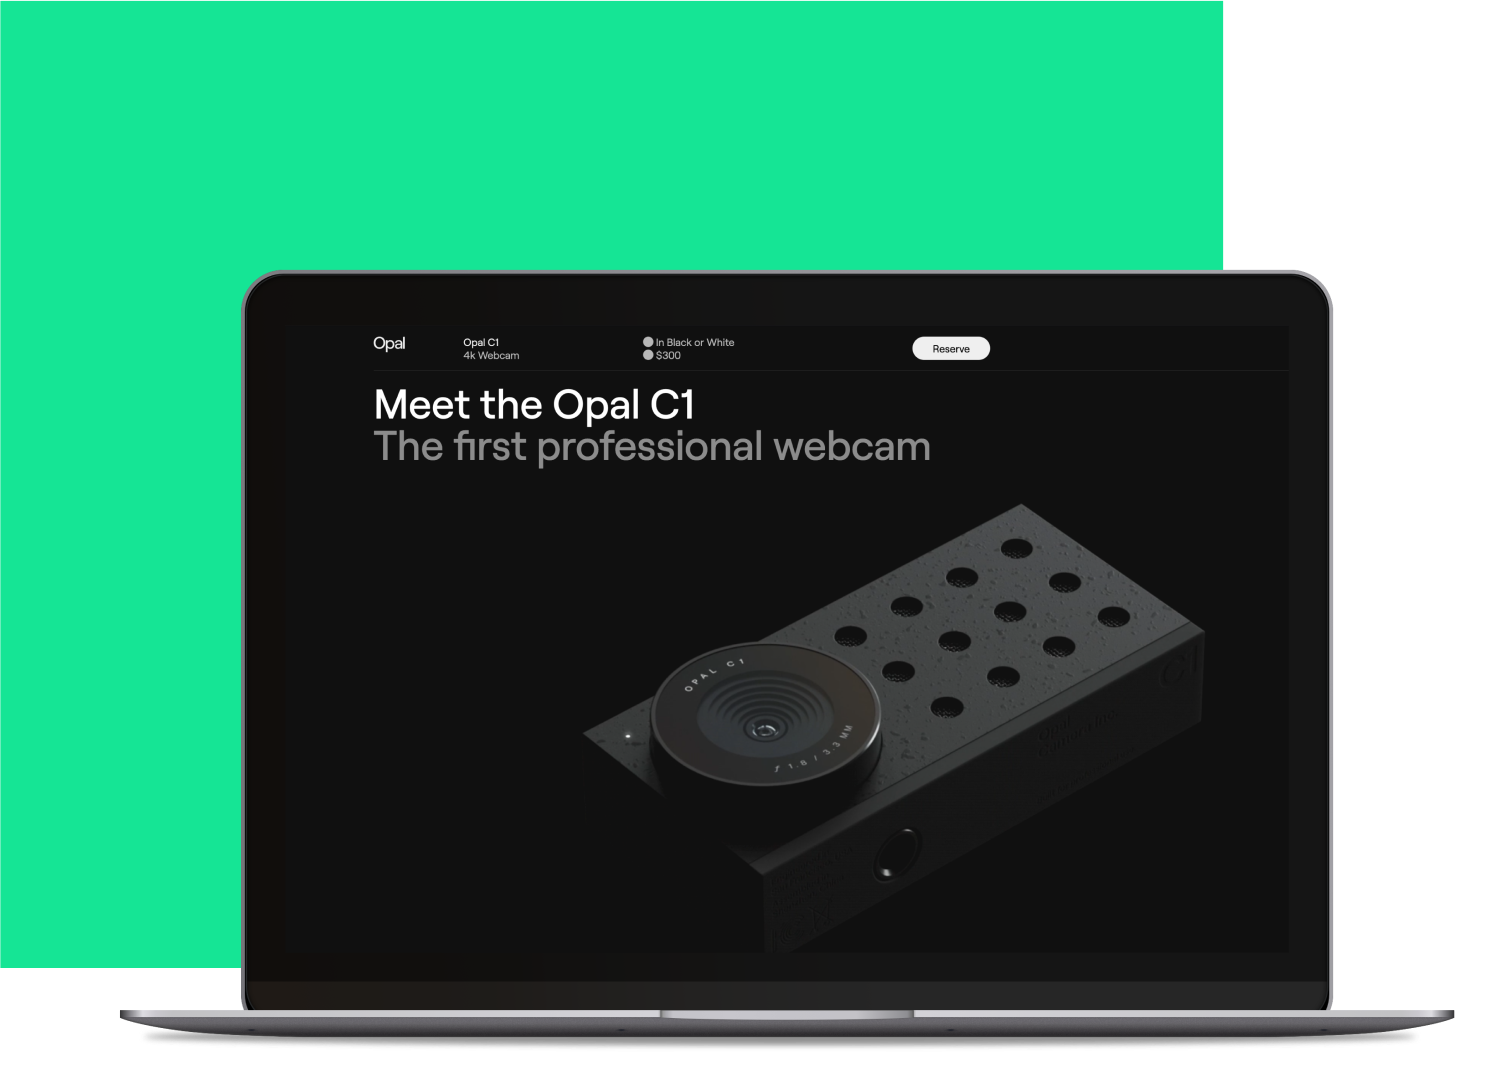 Opal
Opal C1
4k Webcam
In Black or White
$300
Reserve
Meet the Opal C1
The first professional webcam
OPAL C1
ƒ 1.8 / 3.3 MM
C1